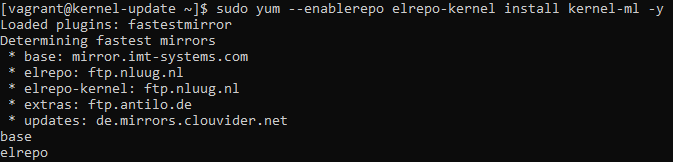 [vagrant@kernel-update ~]$ sudo yum --enablerepo elrepo-kernel install kernel-ml -y
Loaded plugins: fastestmirror
Determining fastest mirrors
 * base: mirror.imt-systems.com
 * elrepo: ftp.nluug.nl
 * elrepo-kernel: ftp.nluug.nl
 * extras: ftp.antilo.de
 * updates: de.mirrors.clouvider.net
base
elrepo